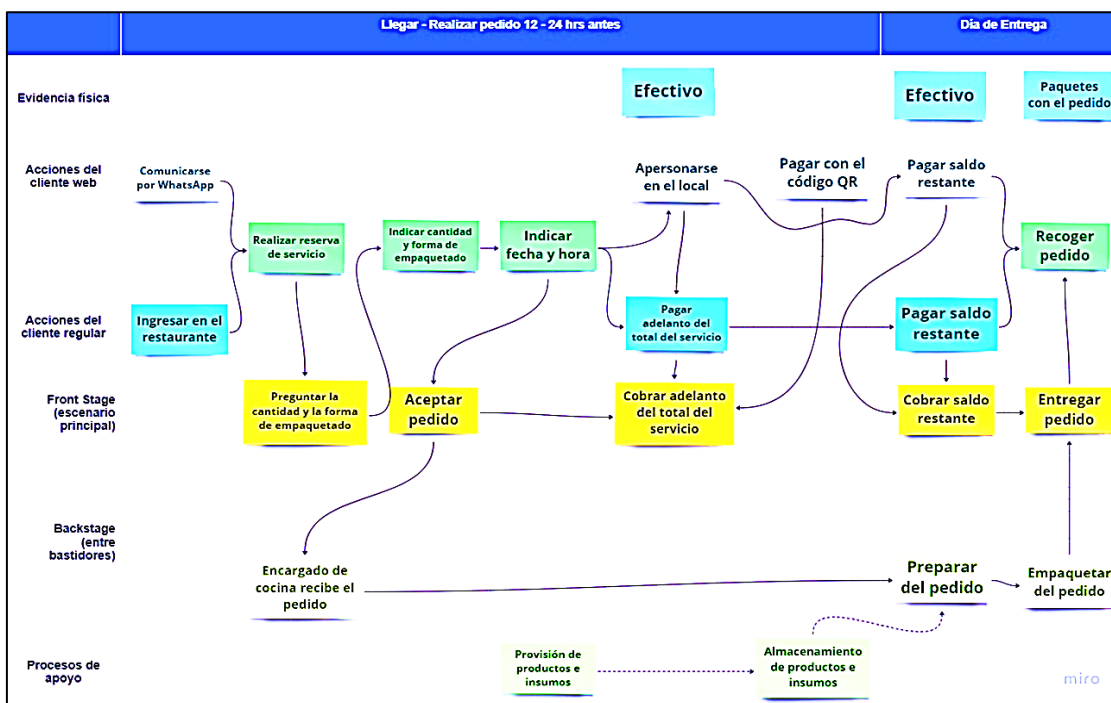 Llegar - Realizar pedido 12 - 24 hrs antes
Día de Entrega
Evidencia física
Efectivo
Efectivo
Paquetes
con el pedido
Acciones del
cliente web
Comunicarse
por WhatsApp
Apersonarse
en el local
Pagar con el
código QR
Pagar saldo
restante
Realizar reserva
de servicio
Indicar cantidad
y forma de
empaquetado
Indicar
fecha y hora
Recoger
pedido
Acciones del
cliente regular
Ingresar en el
restaurante
Pagar
adelanto del
total del servicio
Pagar saldo
restante
Front Stage
(escenario
principal)
Preguntar la
cantidad y la forma
de empaquetado
Aceptar
pedido
Cobrar adelanto
del total del
servicio
Cobrar saldo
restante
Entregar
pedido
Backstage
(entre
bastidores)
Encargado de
cocina recibe el
pedido
Preparar
del pedido
Empaquetar
del pedido
Procesos de
apoyo
Provisión de
productos e
insumos
Almacenamiento
de productos e
insumos
miro